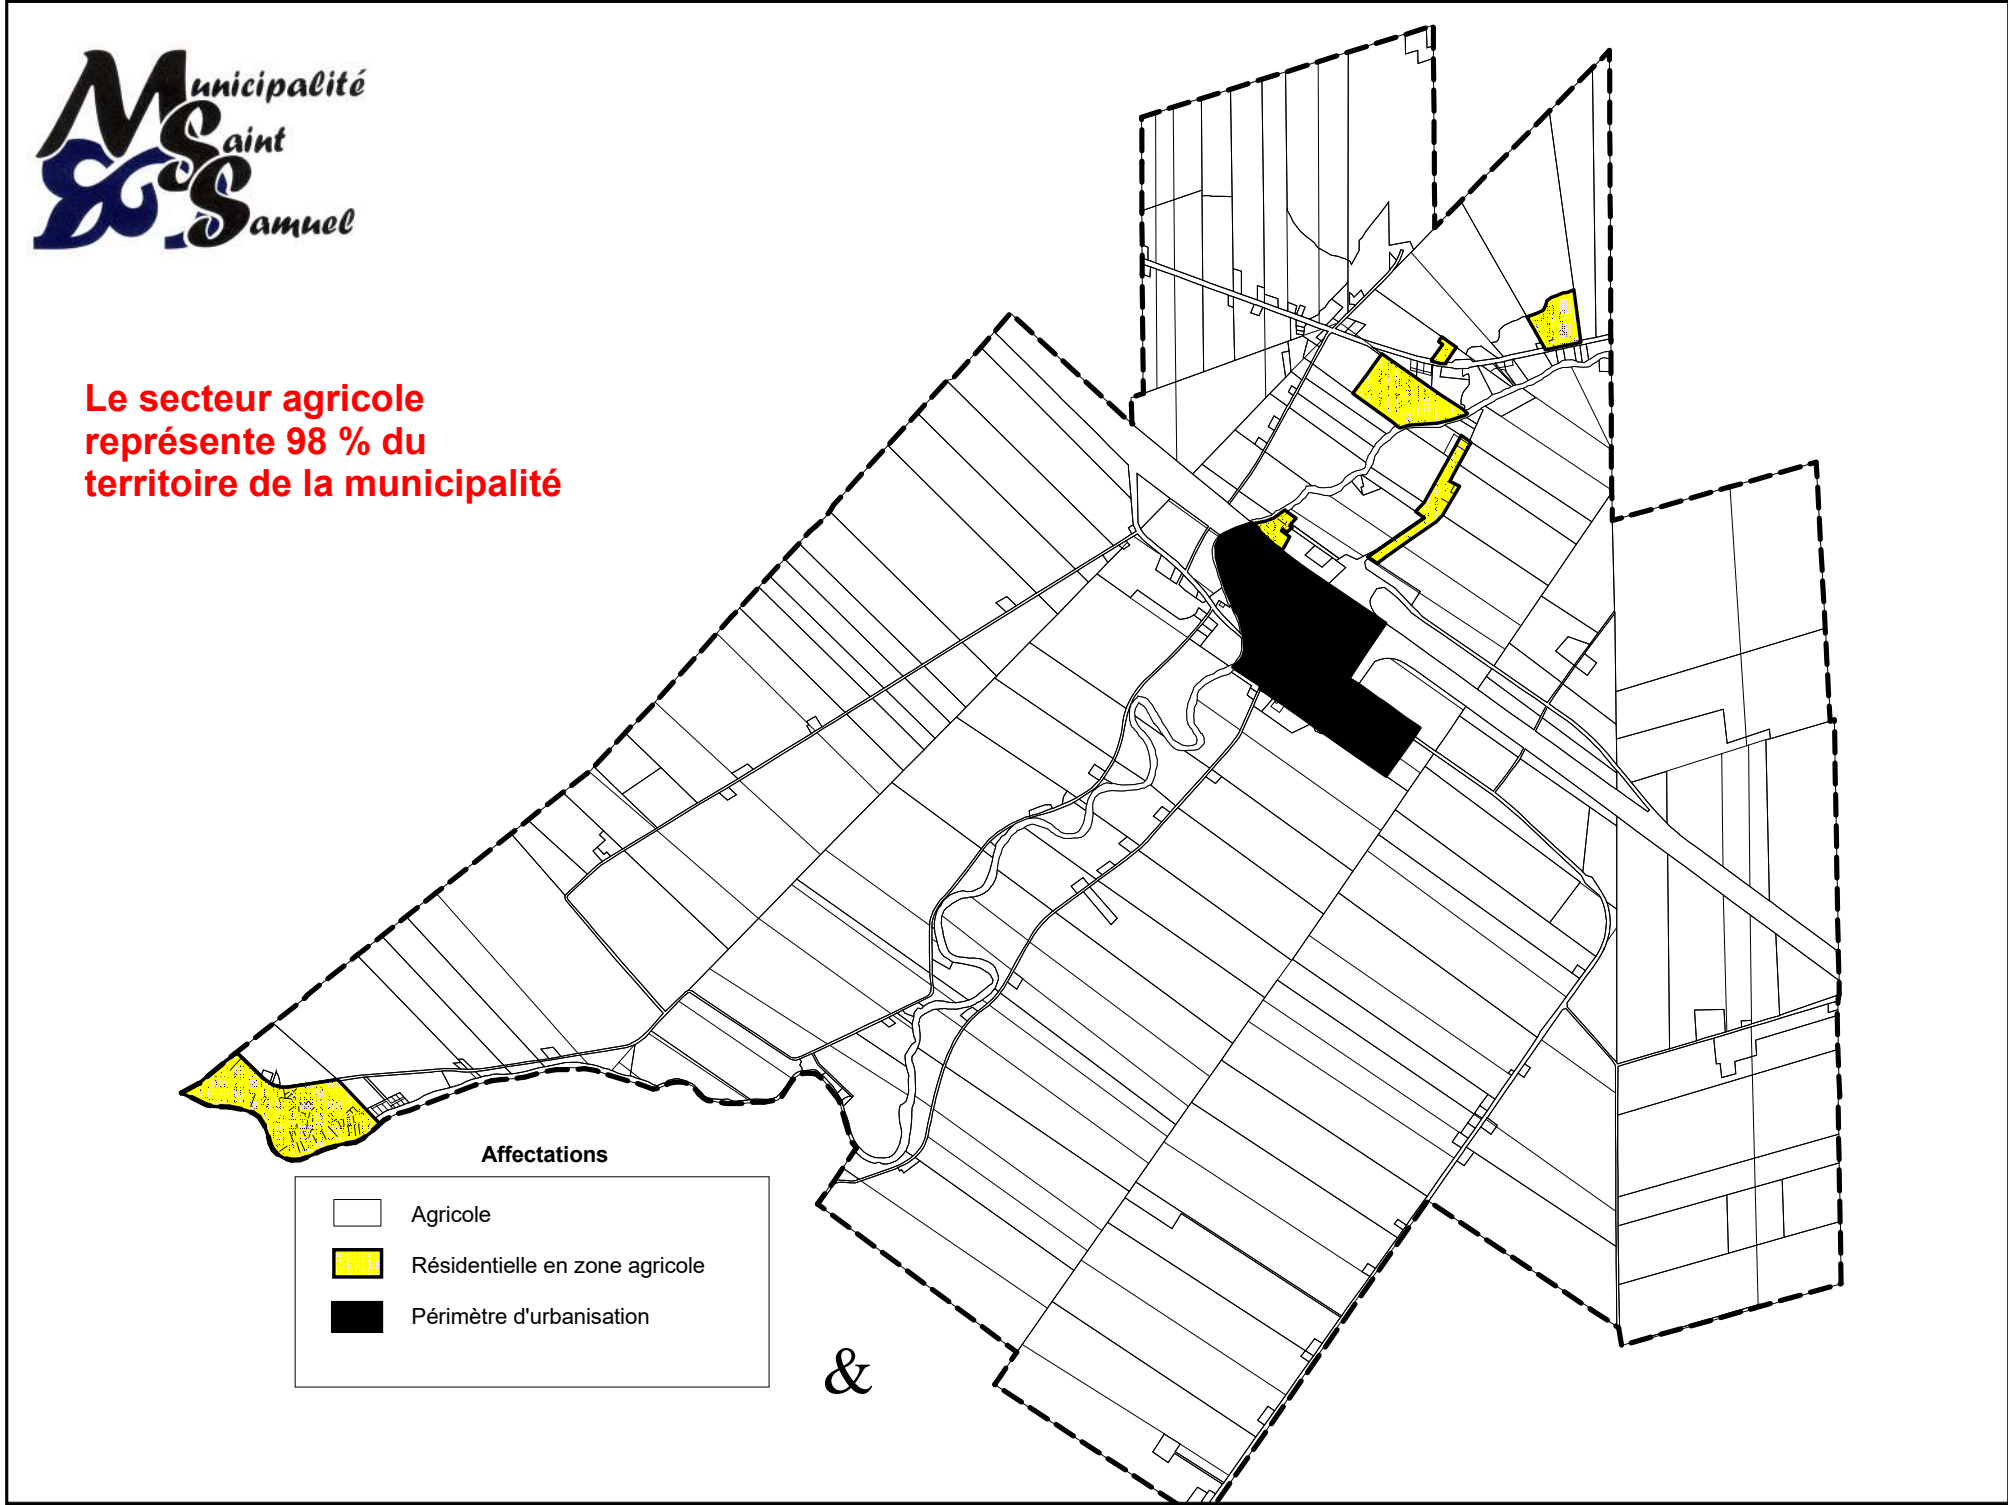 Municipalité
Saint
Samuel
Le secteur agricole
représente 98 % du
territoire de la municipalité
Affectations
Agricole
Résidentielle en zone agricole
Périmètre d'urbanisation
&